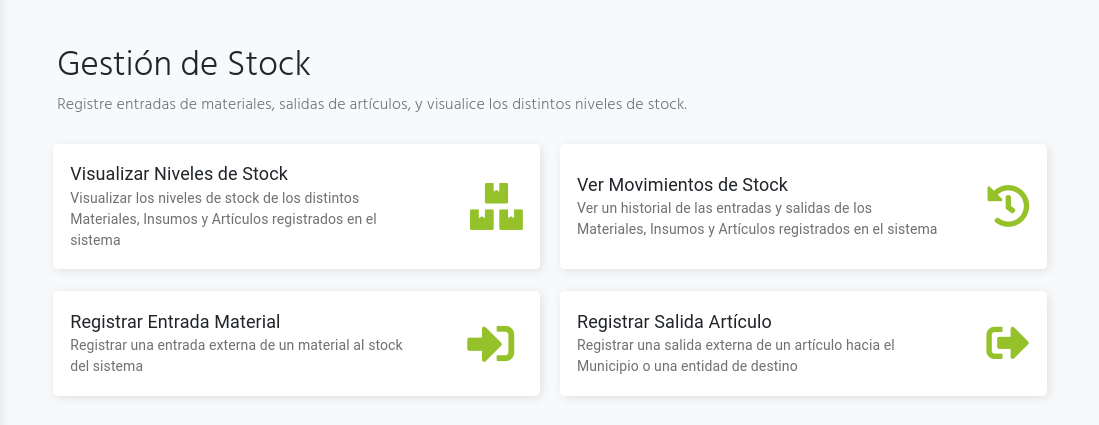 Gestión de Stock
Registre entradas de materiales, salidas de artículos, y visualice los distintos niveles de stock.
Visualizar Niveles de Stock
Visualizar los niveles de stock de los distintos
Materiales, Insumos y Artículos registrados en el
sistema
Ver Movimientos de Stock
Ver un historial de las entradas y salidas de los
Materiales, Insumos y Artículos registrados en el sistema
Registrar Entrada Material
Registrar una entrada externa de un material al stock
del sistema
Registrar Salida Artículo
Registrar una salida externa de un artículo hacia el
Municipio o una entidad de destino